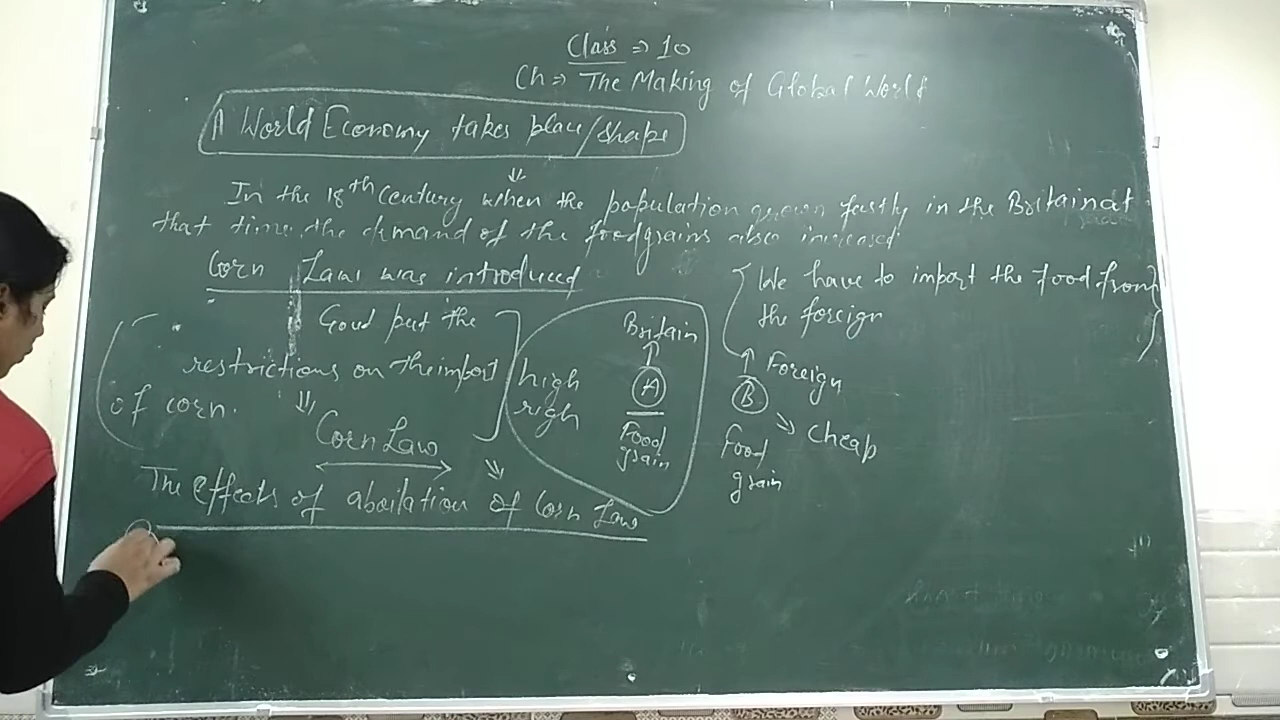 Class ⇒ 10
Ch ⇒ The Making of Global World
A World Economy takes place/shape
In the 18th Century when the population grown fastly in the Britain at
that time, the demand of the foodgrains also increased
Corn Law was introduced
We have to import the food from
the foreign
Govt put the
restrictions on the import
of corn.
high
righ
Britain
A
Food
grain
Foreign
B
Cheap
Food
grain
Corn Law
The effects of aboilation of Corn Law